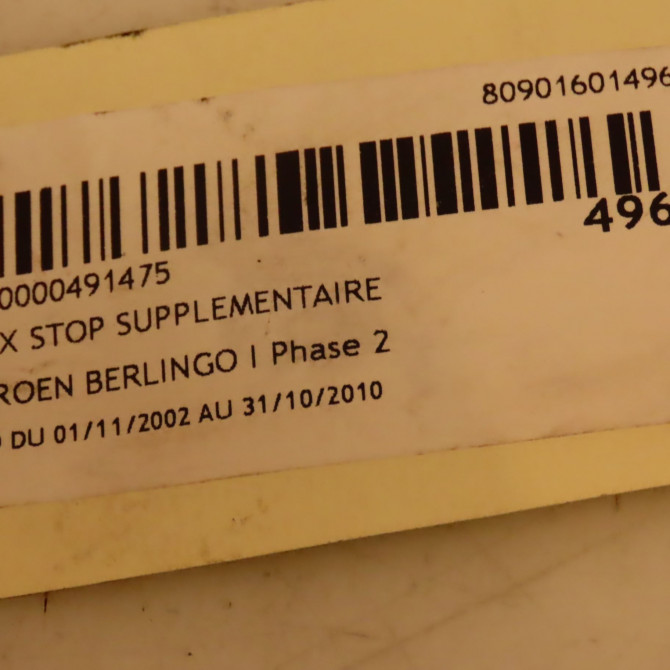 80901601496
496
0000491475
X STOP SUPPLEMENTAIRE
ROEN BERLINGO I Phase 2
DU 01/11/2002 AU 31/10/2010